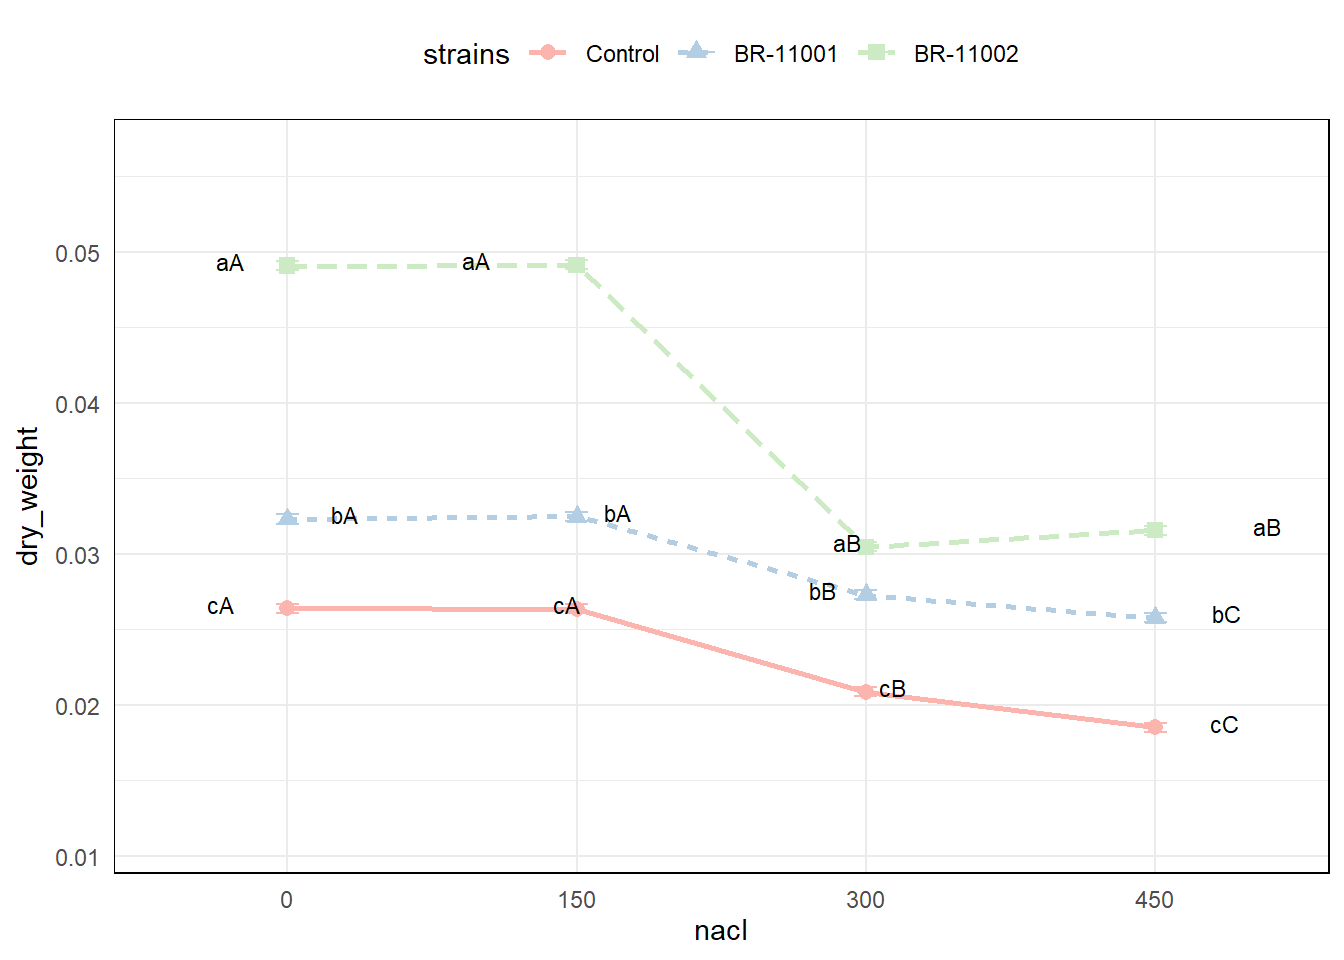 strains Control BR-11001 BR-11002
0.05
0.04
0.03
0.02
0.01
dry_weight
aA aA
bA bA
aB aB
bB bC
cA cA
cB cC
0 150 300 450
nacl